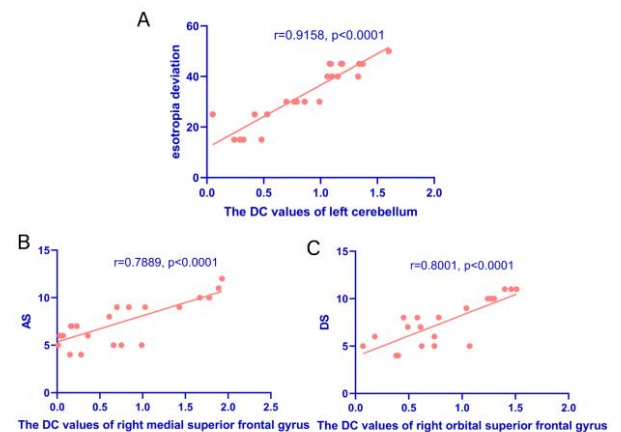 A
r=0.9158, p<0.0001
esotropia deviation
60
40
20
0
0.0 0.5 1.0 1.5 2.0
The DC values of left cerebellum
B
r=0.7889, p<0.0001
AS
15
10
5
0
0.0 0.5 1.0 1.5 2.0 2.5
The DC values of right medial superior frontal gyrus
C
r=0.8001, p<0.0001
DS
15
10
5
0
0.0 0.5 1.0 1.5 2.0
The DC values of right orbital superior frontal gyrus